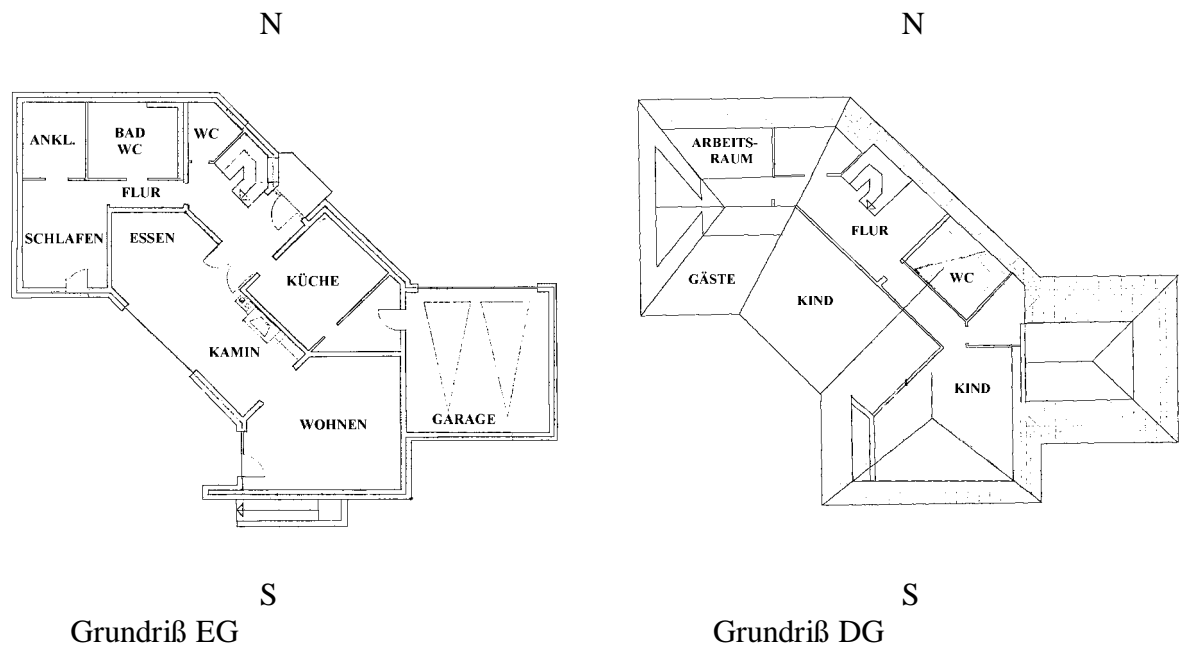 N
ANKL.
BAD
WC
WC
FLUR
SCHLAFEN
ESSEN
KÜCHE
KAMIN
WOHNEN
GARAGE
S
Grundriß EG
N
ARBEITS-
RAUM
FLUR
GÄSTE
KIND
WC
KIND
S
Grundriß DG